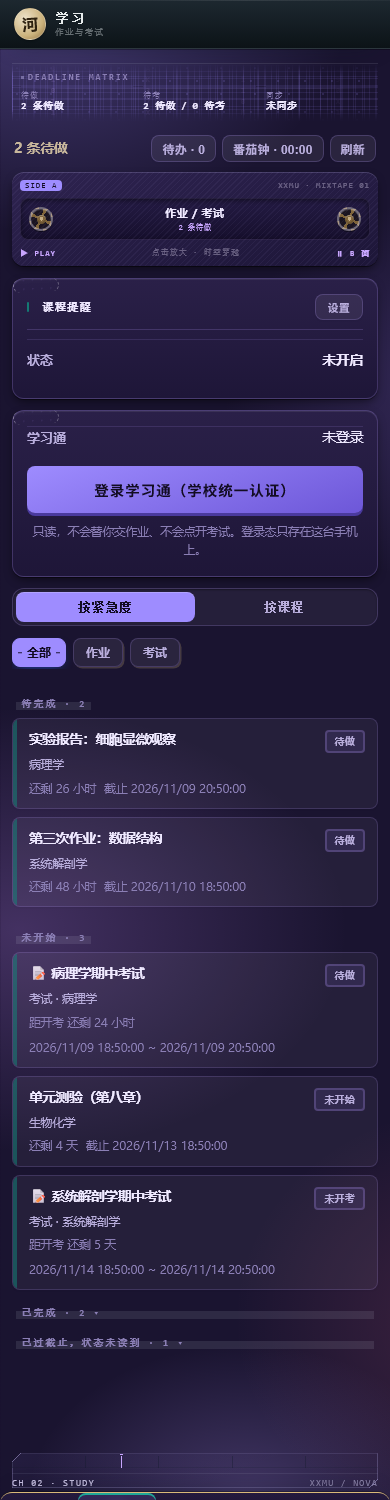 河
学习
作业与考试
DEADLINE MATRIX
待做 待考 同步
2 条待做 2 待做 / 0 待考 未同步
2 条待做 待办 · 0 番茄钟 · 00:00 刷新
SIDE A XXMU · MIXTAPE 01
作业 / 考试
2 条待做
▶ PLAY 点击放大 · 时空穿越 ⏸ B 面
课程提醒 设置
状态 未开启
学习通 未登录
登录学习通（学校统一认证）
只读，不会替你交作业、不会点开考试。登录态只存在这台手机
上。
按紧急度 按课程
- 全部 - 作业 考试
待完成 · 2
实验报告：细胞显微观察 待做
病理学
还剩 26 小时 截止 2026/11/09 20:50:00
第三次作业：数据结构 待做
系统解剖学
还剩 48 小时 截止 2026/11/10 18:50:00
未开始 · 3
📝 病理学期中考试 待做
考试 · 病理学
距开考 还剩 24 小时
2026/11/09 18:50:00 ~ 2026/11/09 20:50:00
单元测验（第八章） 未开始
生物化学
还剩 4 天 截止 2026/11/13 18:50:00
📝 系统解剖学期中考试 未开考
考试 · 系统解剖学
距开考 还剩 5 天
2026/11/14 18:50:00 ~ 2026/11/14 20:50:00
已完成 · 2 ▾
已过截止，状态未读到 · 1 ▾
CH 02 · STUDY XXMU / NOVA